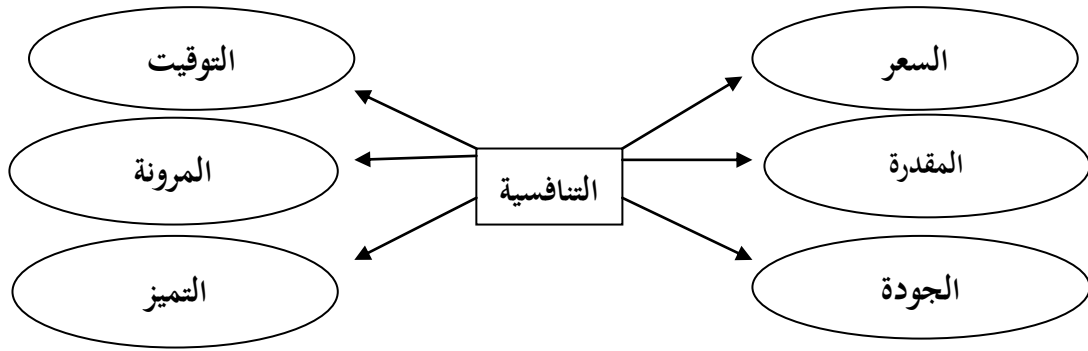 السعر
التوقيت
المقدرة
المرونة
التنافسية
الجودة
التميز